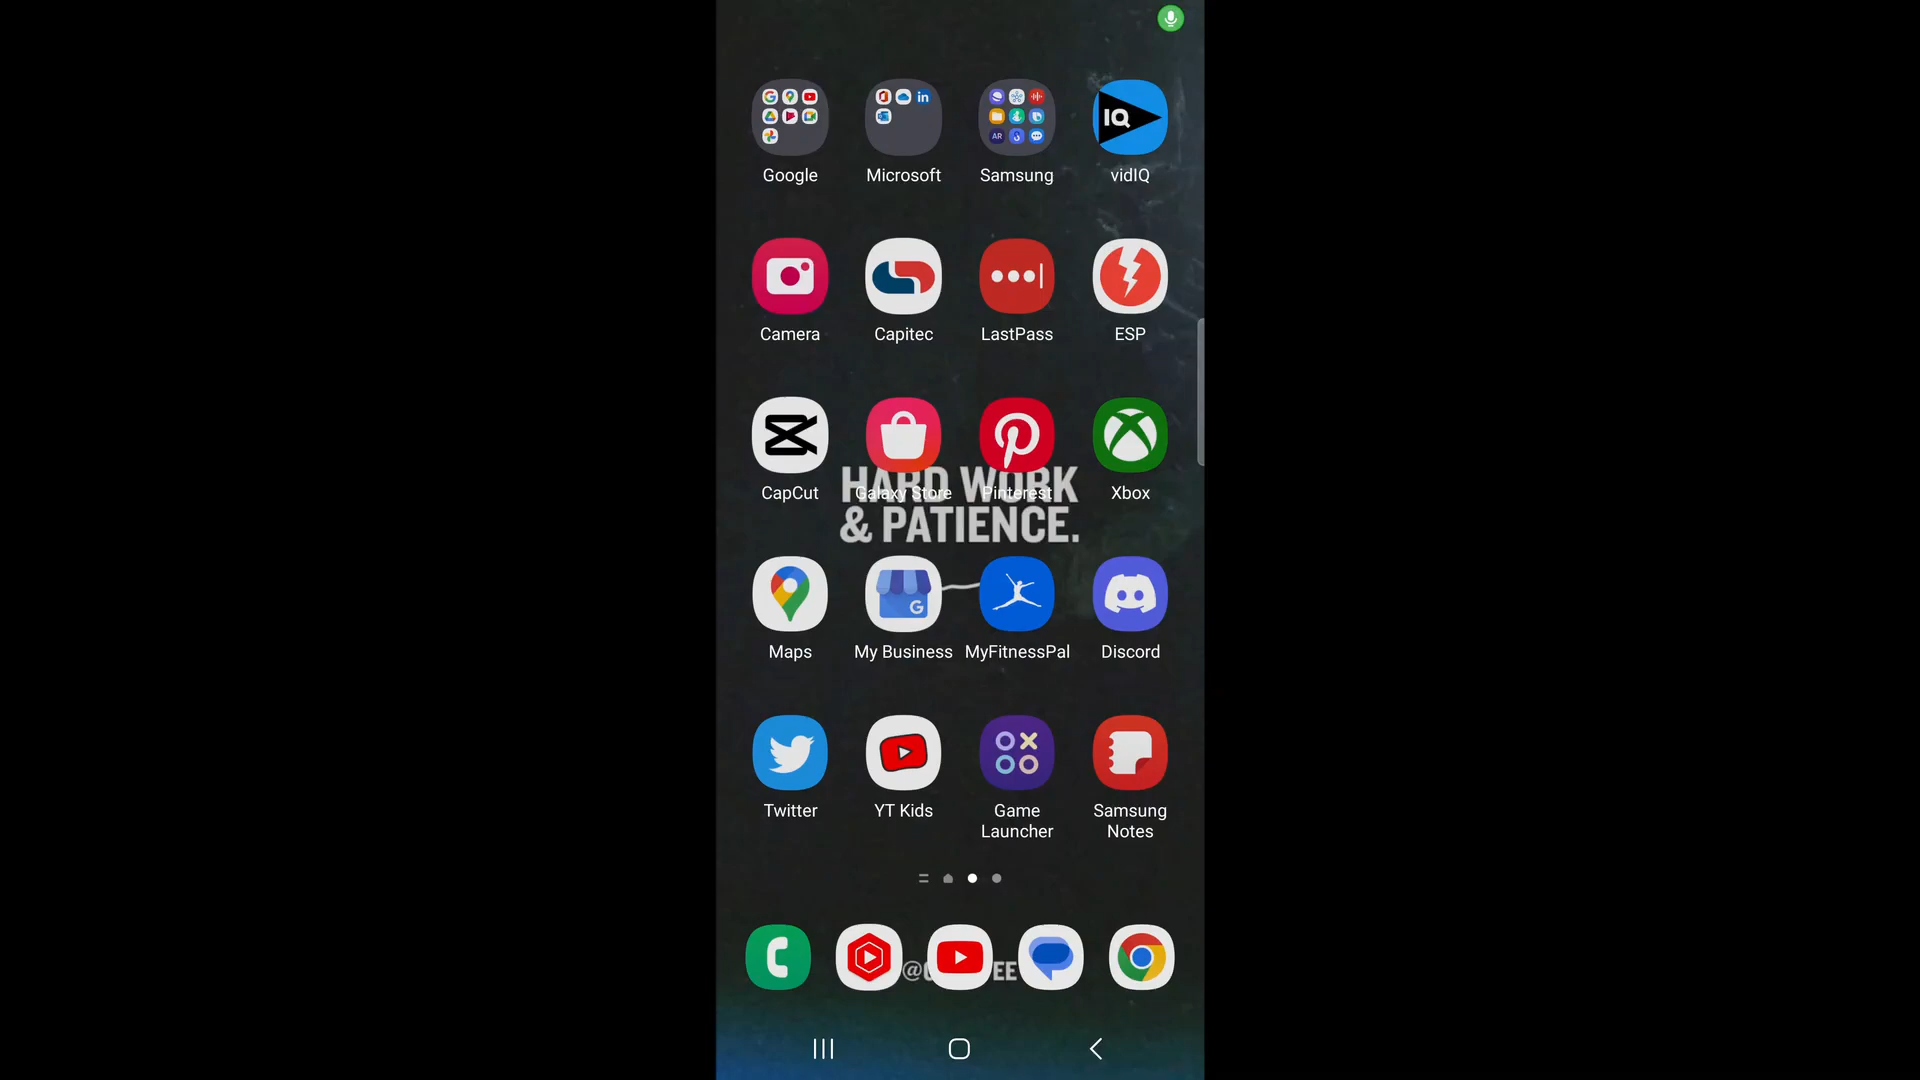 Google Microsoft Samsung vidIQ
Camera Capitec LastPass ESP
CapCut Galaxy Store Pinterest Xbox
HARD WORK
& PATIENCE.
Maps My Business MyFitnessPal Discord
Twitter YT Kids Game Launcher Samsung Notes